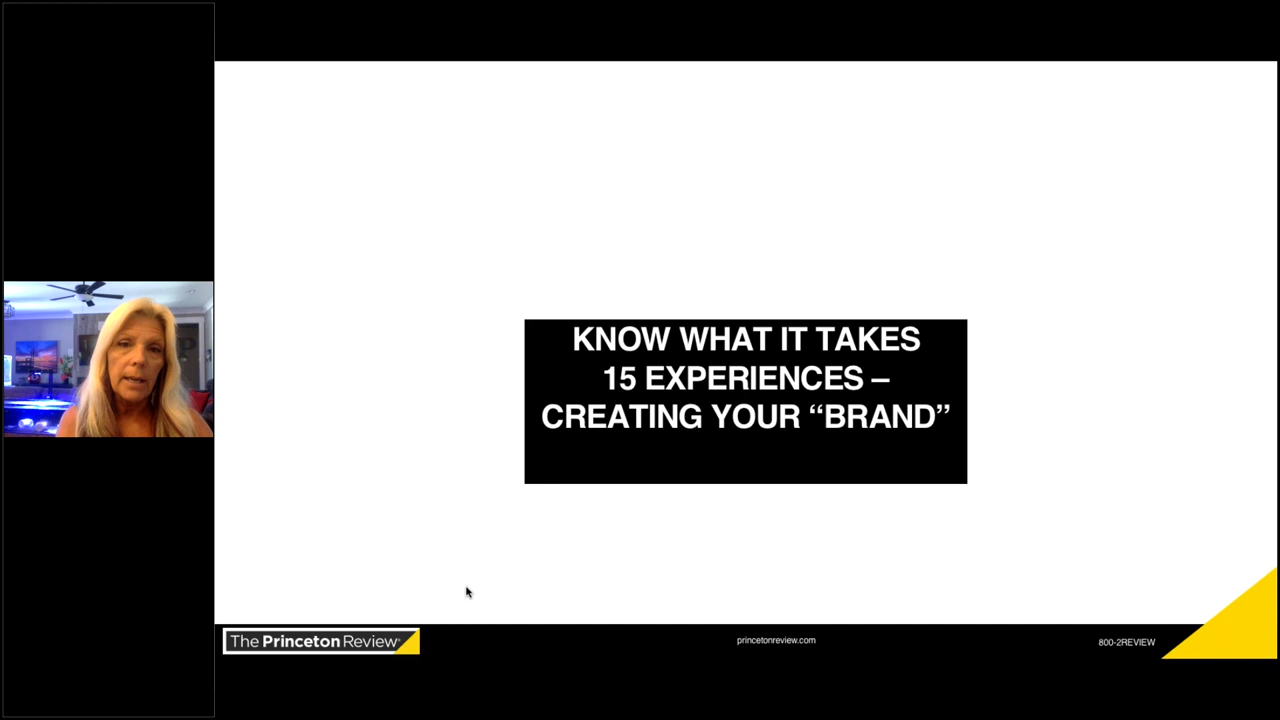 KNOW WHAT IT TAKES
15 EXPERIENCES –
CREATING YOUR “BRAND”
The Princeton Review®
princetonreview.com
800-2REVIEW